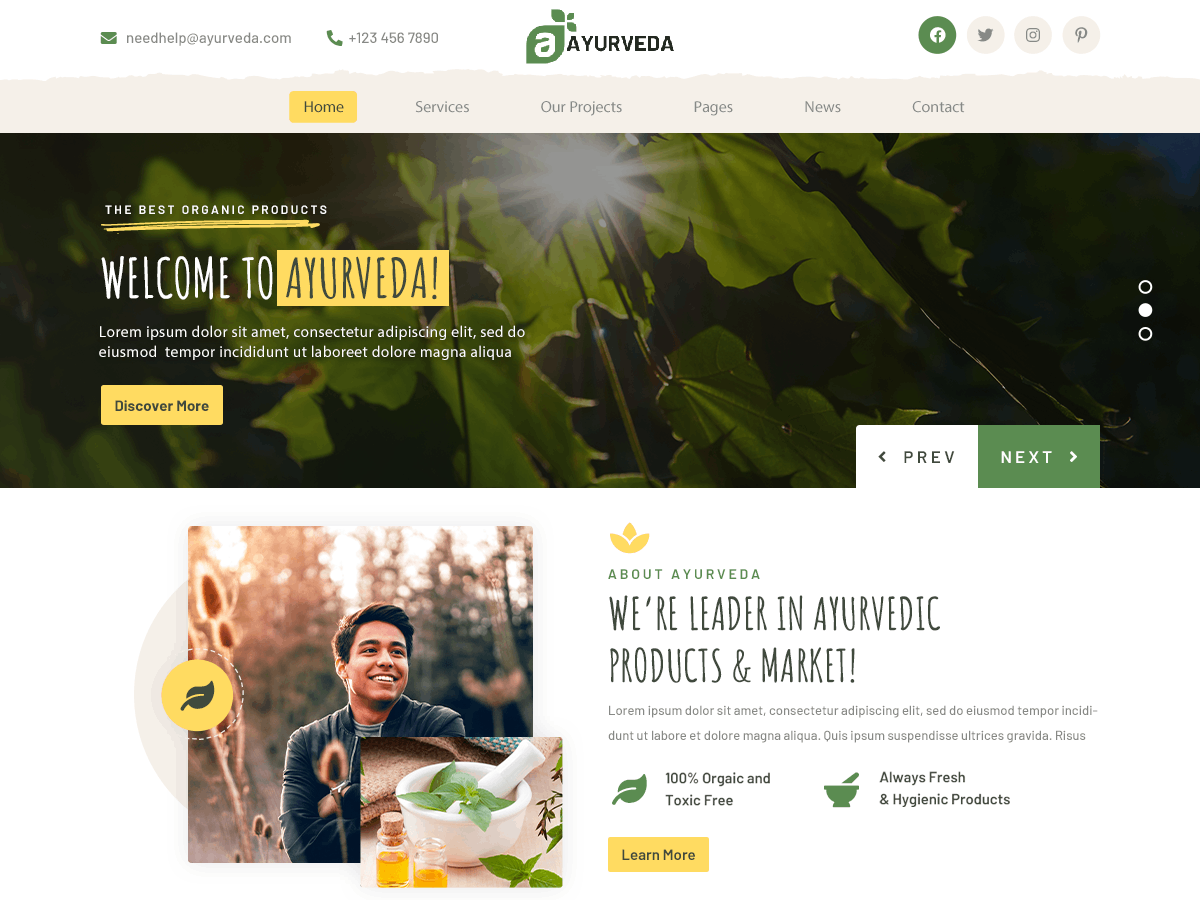 needhelp@ayurveda.com
+123 456 7890
a AYURVEDA
Home Services Our Projects Pages News Contact
THE BEST ORGANIC PRODUCTS
WELCOME TO AYURVEDA!
Lorem ipsum dolor sit amet, consectetur adipiscing elit, sed do
eiusmod tempor incididunt ut laboreet dolore magna aliqua
Discover More
PREV NEXT
ABOUT AYURVEDA
WE'RE LEADER IN AYURVEDIC
PRODUCTS & MARKET!
Lorem ipsum dolor sit amet, consectetur adipiscing elit, sed do eiusmod tempor incidi-
dunt ut labore et dolore magna aliqua. Quis ipsum suspendisse ultrices gravida. Risus
100% Orgaic and
Toxic Free
Always Fresh
& Hygienic Products
Learn More